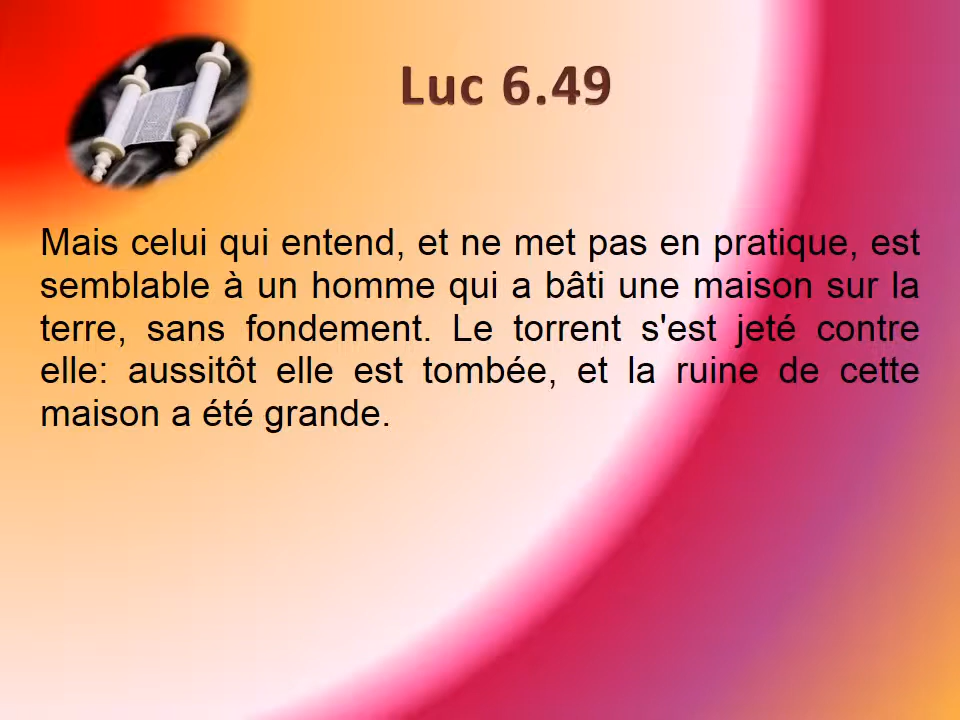 Luc 6.49
Mais celui qui entend, et ne met pas en pratique, est
semblable à un homme qui a bâti une maison sur la
terre, sans fondement. Le torrent s'est jeté contre
elle: aussitôt elle est tombée, et la ruine de cette
maison a été grande.